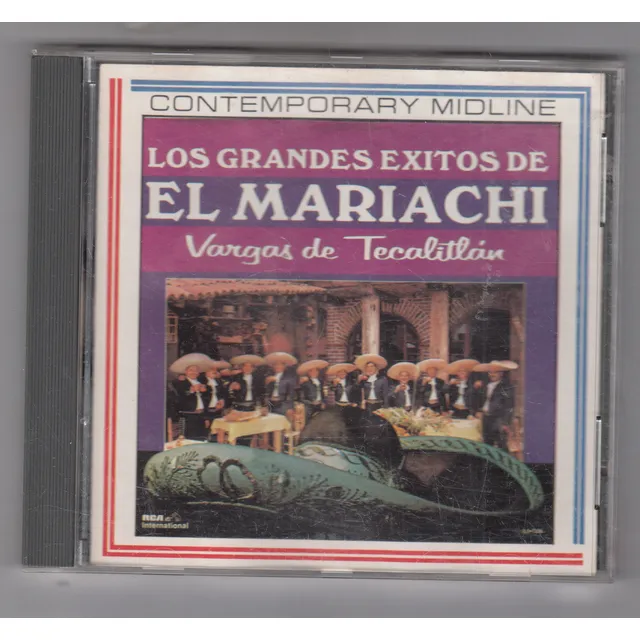 CONTEMPORARY MIDLINE
LOS GRANDES EXITOS DE
EL MARIACHI
Vargas de Tecalitlán
RCA
International